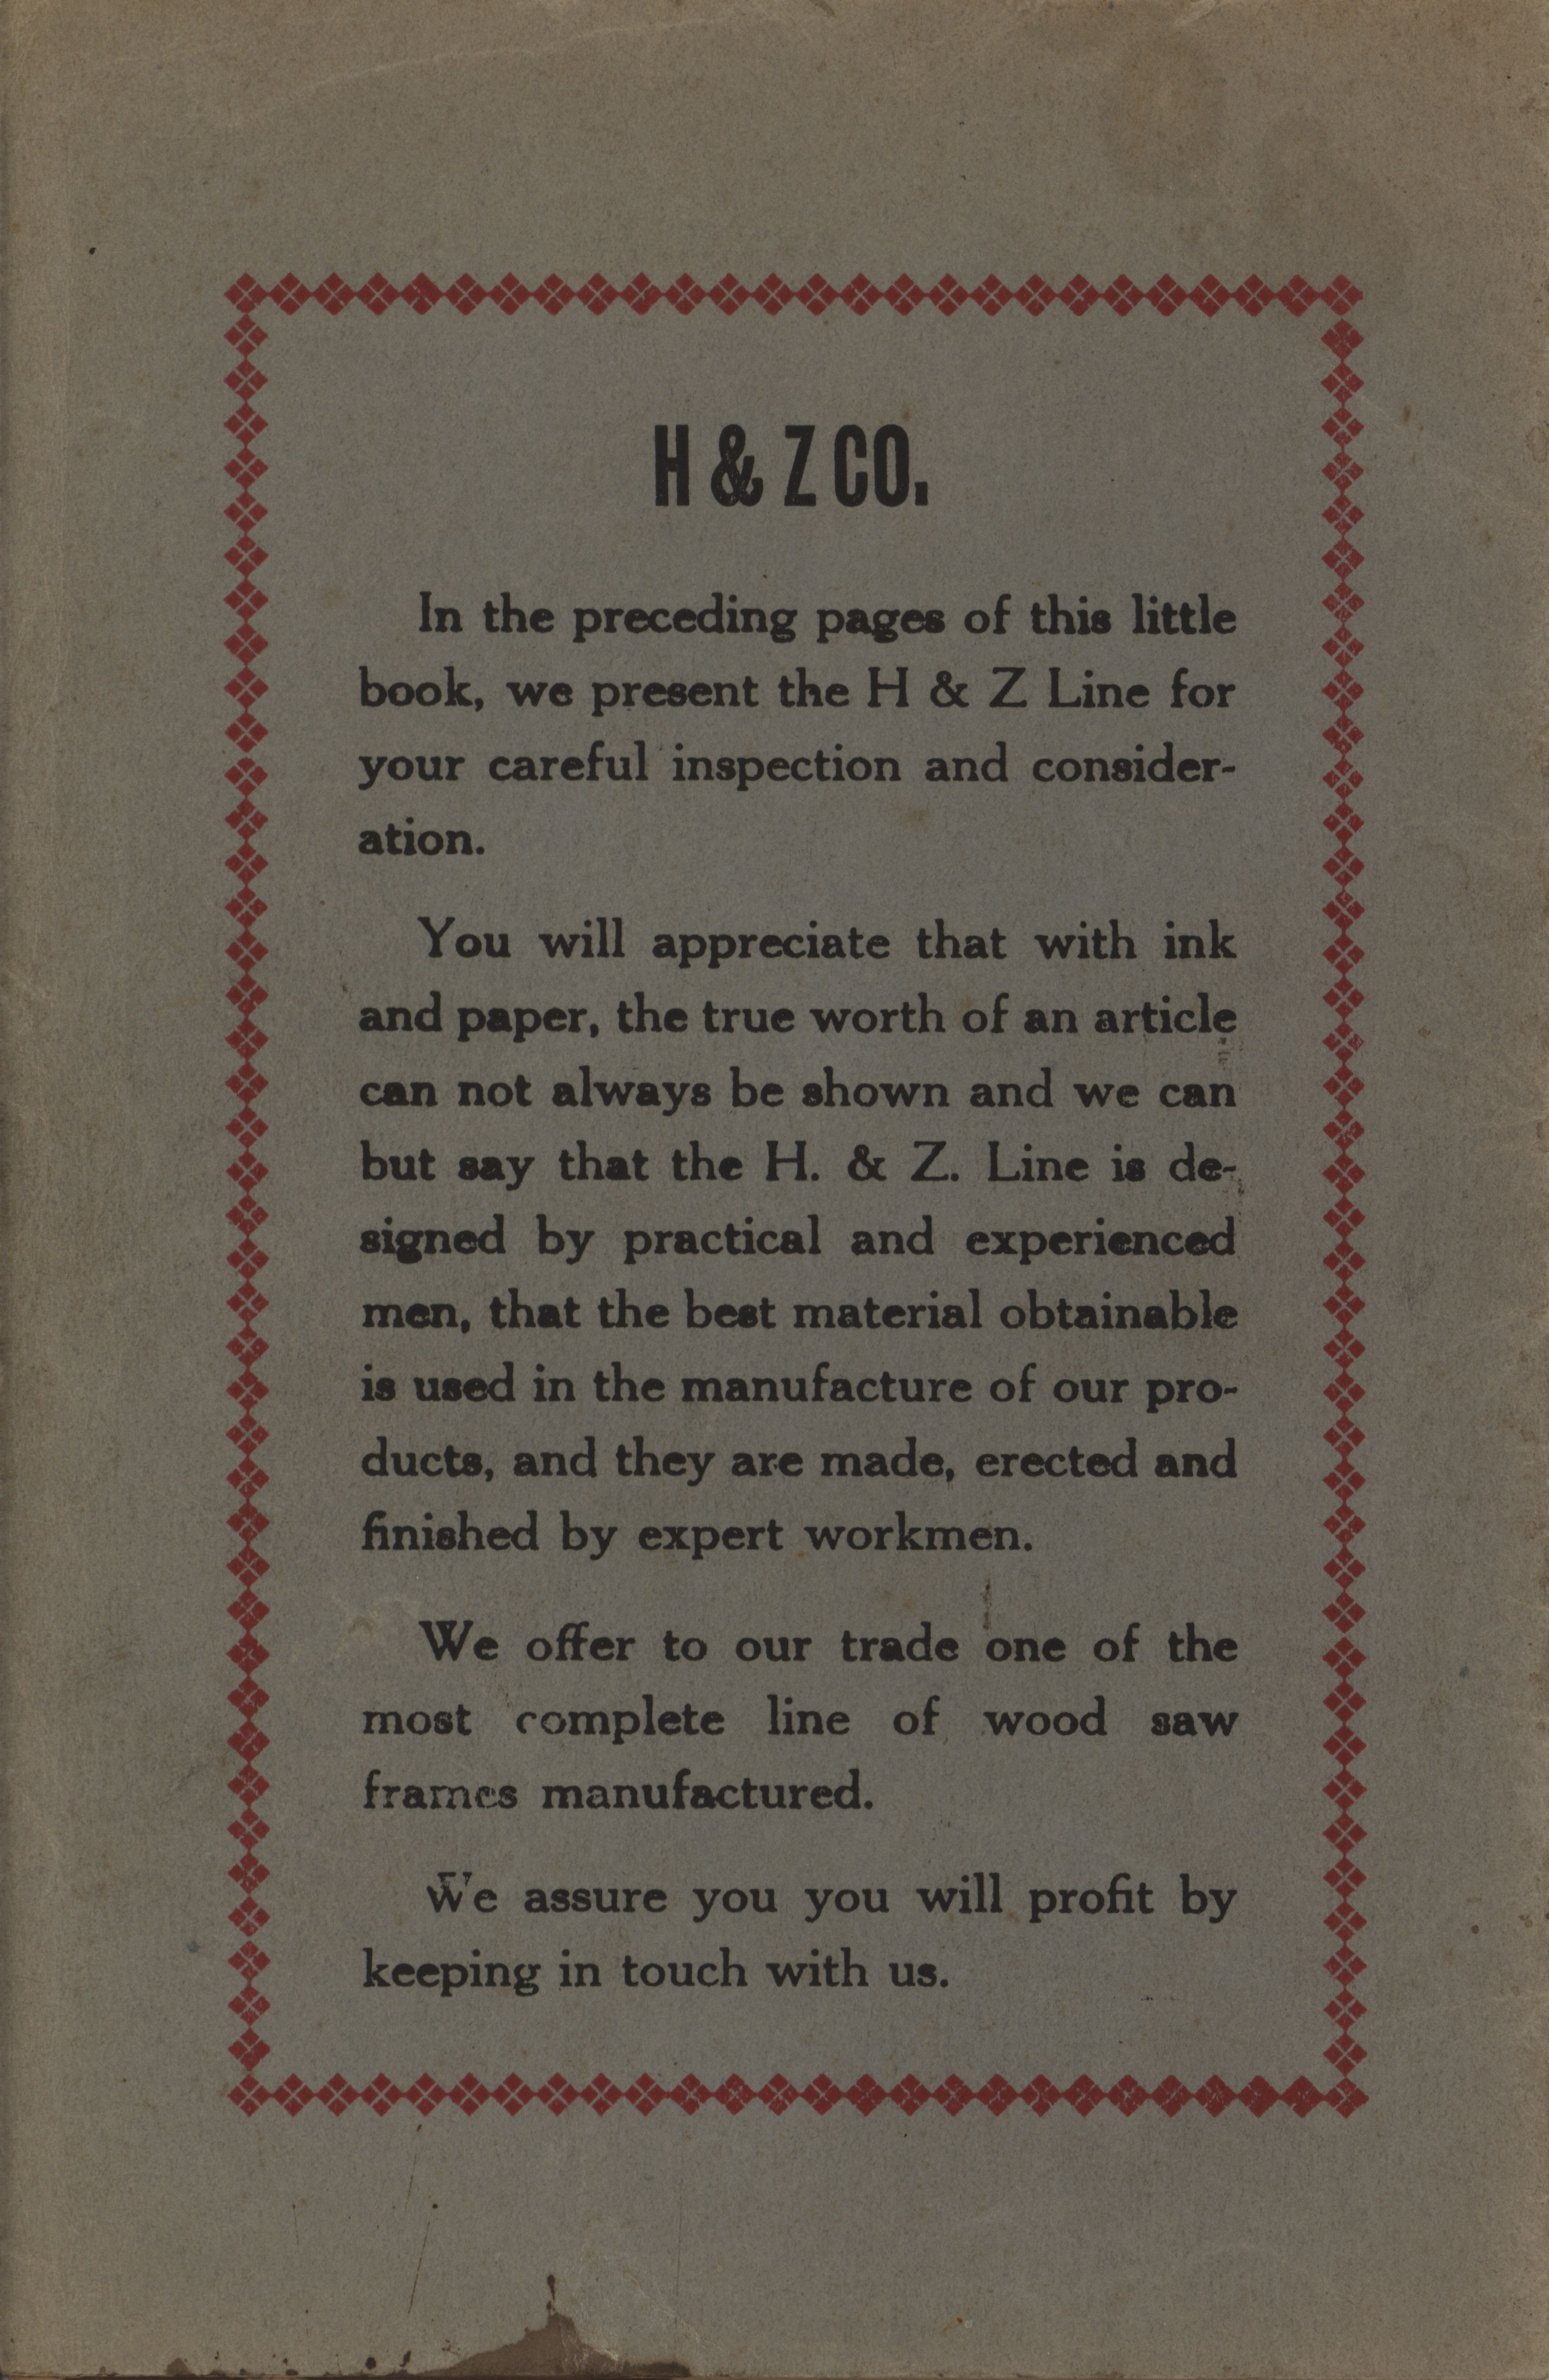 H & Z CO.
In the preceding pages of this little
book, we present the H & Z Line for
your careful inspection and consider-
ation.
You will appreciate that with ink
and paper, the true worth of an article
can not always be shown and we can
but say that the H. & Z. Line is de-
signed by practical and experienced
men, that the best material obtainable
is used in the manufacture of our pro-
ducts, and they are made, erected and
finished by expert workmen.
We offer to our trade one of the
most complete line of wood saw
frames manufactured.
We assure you you will profit by
keeping in touch with us.